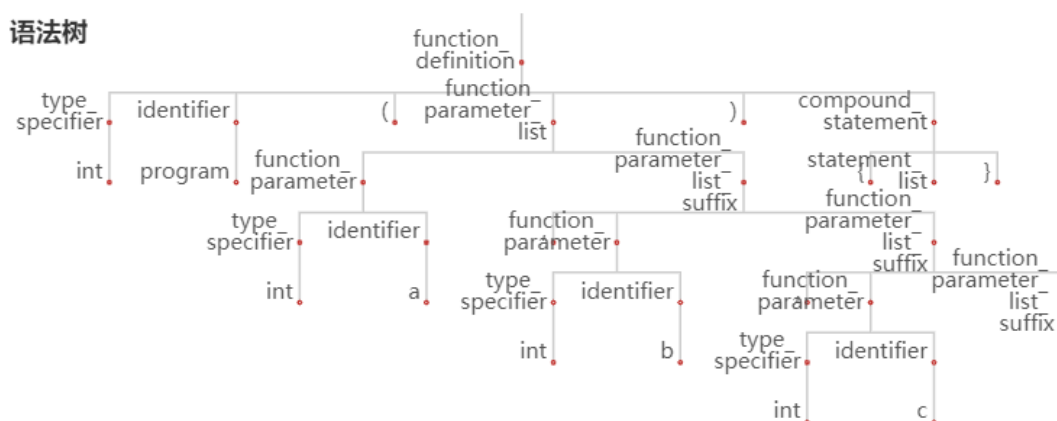 语法树
function_
definition
type_
specifier
identifier
(
function_
parameter_
list
)
compound_
statement
int
program
function_
parameter
function_
parameter_
list_
suffix
{
statement_
list
}
type_
specifier
identifier
function_
parameter
function_
parameter_
list_
suffix
int
a
type_
specifier
identifier
function_
parameter
function_
parameter_
list_
suffix
int
b
type_
specifier
identifier
int
c